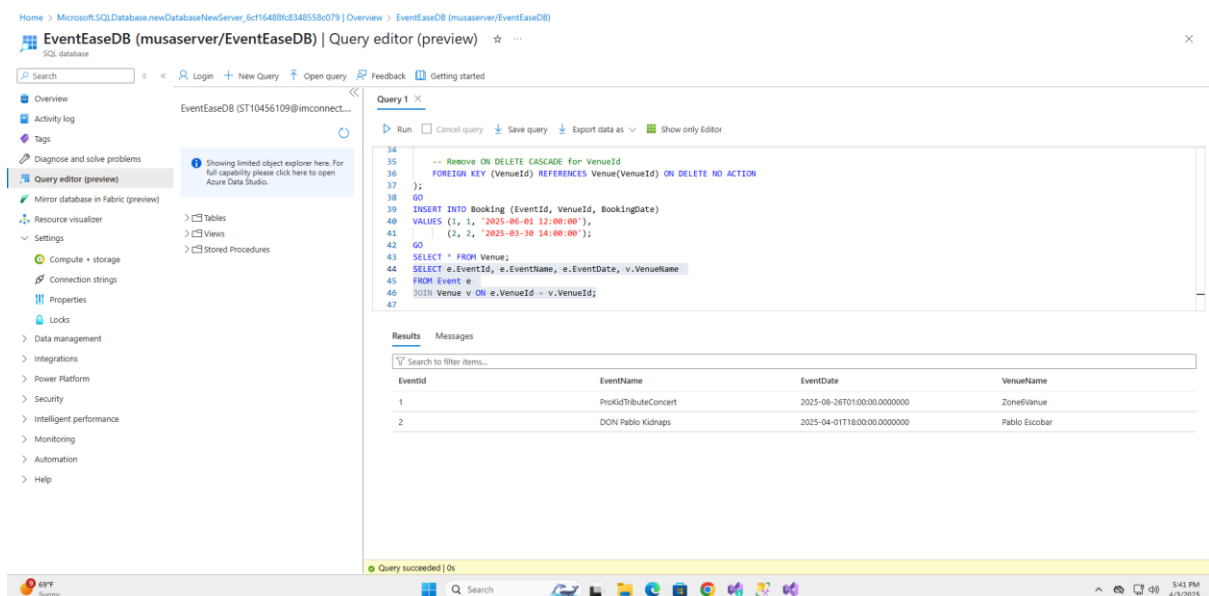 Home > Microsoft.SQLDatabase.newDatabaseNewServer_6cf16488fc8348558c079 | Overview > EventEaseDB (musaserver/EventEaseDB)
EventEaseDB (musaserver/EventEaseDB) | Query editor (preview)
SQL database
Search
Login
New Query
Open query
Feedback
Getting started
Overview
Activity log
Tags
Diagnose and solve problems
Query editor (preview)
Mirror database in Fabric (preview)
Resource visualizer
Settings
Compute + storage
Connection strings
Properties
Locks
Data management
Integrations
Power Platform
Security
Intelligent performance
Monitoring
Automation
Help
EventEaseDB (ST10456109@imconnect....
Showing limited object explorer here. For
full capability please click here to open
Azure Data Studio.
Tables
Views
Stored Procedures
Query 1
Run
Cancel query
Save query
Export data as
Show only Editor
34
35 -- Remove ON DELETE CASCADE for VenueId
36 FOREIGN KEY (VenueId) REFERENCES Venue(VenueId) ON DELETE NO ACTION
37 );
38 GO
39 INSERT INTO Booking (EventId, VenueId, BookingDate)
40 VALUES (1, 1, '2025-06-01 12:00:00'),
41 (2, 2, '2025-03-30 14:00:00');
42 GO
43 SELECT * FROM Venue;
44 SELECT e.EventId, e.EventName, e.EventDate, v.VenueName
45 FROM Event e
46 JOIN Venue v ON e.VenueId = v.VenueId;
47
Results Messages
Search to filter items...
EventId EventName EventDate VenueName
1 ProKidTributeConcert 2025-08-26T01:00:00.0000000 Zone6Vanue
2 DON Pablo Kidnaps 2025-04-01T18:00:00.0000000 Pablo Escobar
Query succeeded | 0s
9
69°F
Sunny
Search
5:41 PM
4/3/2025